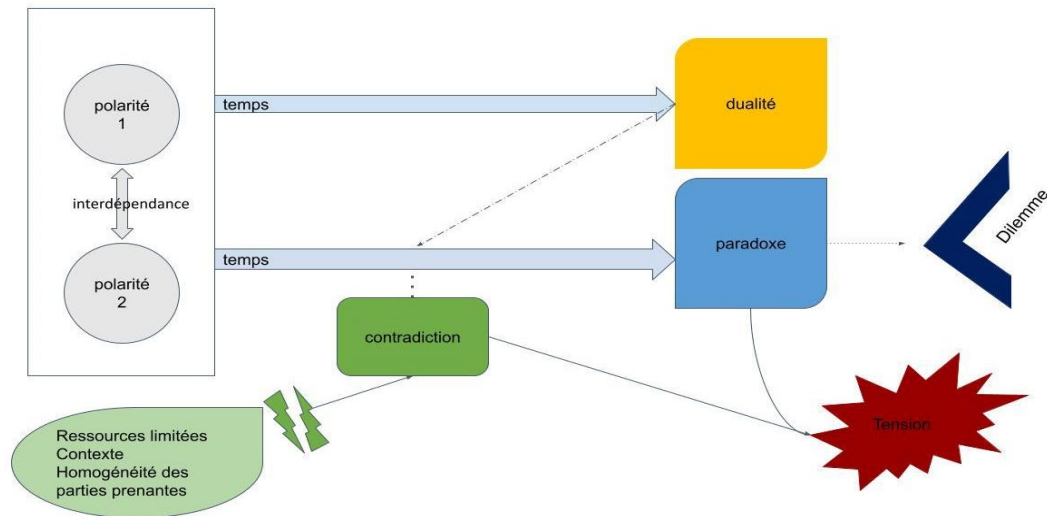 polarité
1
interdépendance
polarité
2
temps
temps
dualité
paradoxe
Dilemme
contradiction
Tension
Ressources limitées
Contexte
Homogénéité des
parties prenantes